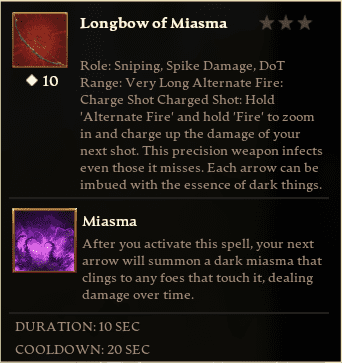 Longbow of Miasma
10
Role: Sniping, Spike Damage, DoT
Range: Very Long Alternate Fire:
Charge Shot Charged Shot: Hold
'Alternate Fire' and hold 'Fire' to zoom
in and charge up the damage of your
next shot. This precision weapon infects
even those it misses. Each arrow can be
imbued with the essence of dark things.
Miasma
After you activate this spell, your next
arrow will summon a dark miasma that
clings to any foes that touch it, dealing
damage over time.
DURATION: 10 SEC
COOLDOWN: 20 SEC